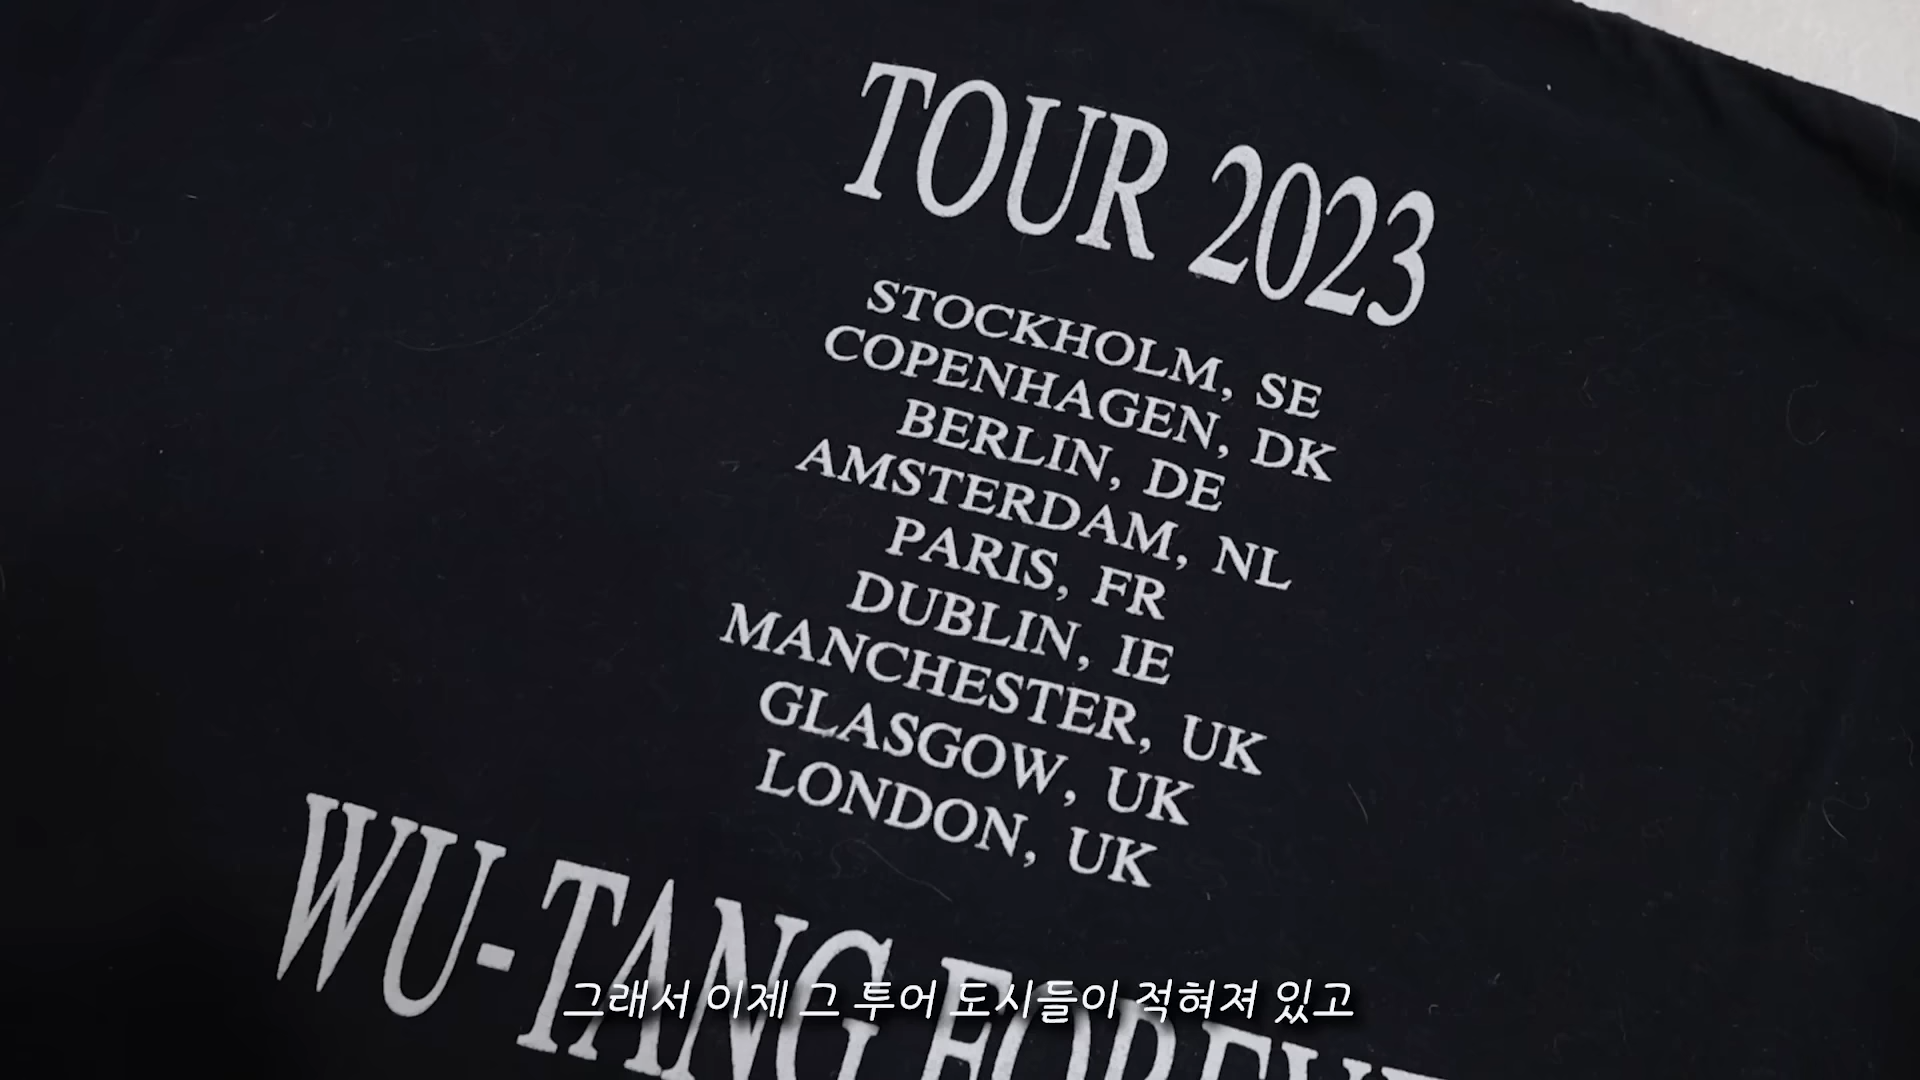 TOUR 2023
STOCKHOLM, SE
COPENHAGEN, DK
BERLIN, DE
AMSTERDAM, NL
PARIS, FR
DUBLIN, IE
MANCHESTER, UK
GLASGOW, UK
LONDON, UK
WU-TANG FOREVE
그래서 이제 그 투어 도시들이 적혀져 있고